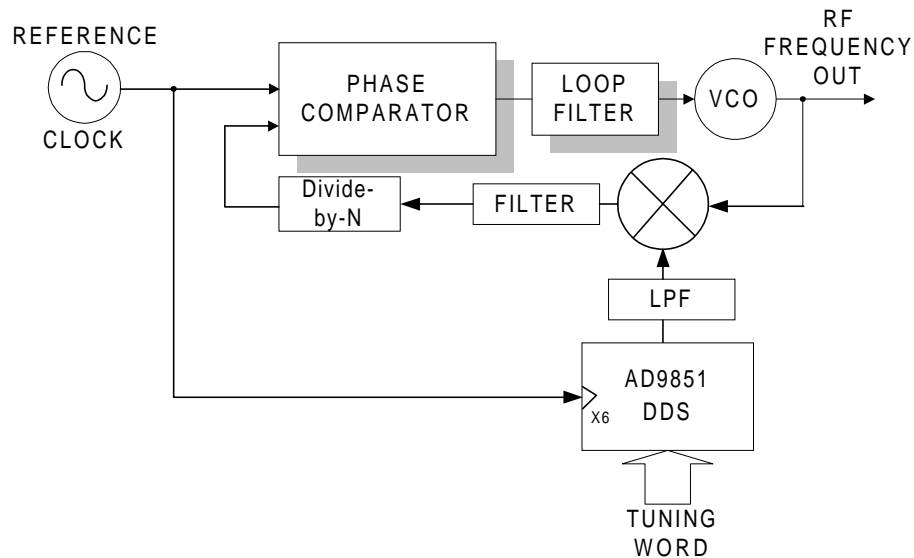 REFERENCE
CLOCK
PHASE
COMPARATOR
LOOP
FILTER
VCO
RF
FREQUENCY
OUT
Divide-
by-N
FILTER
LPF
AD9851
DDS
X6
TUNING
WORD